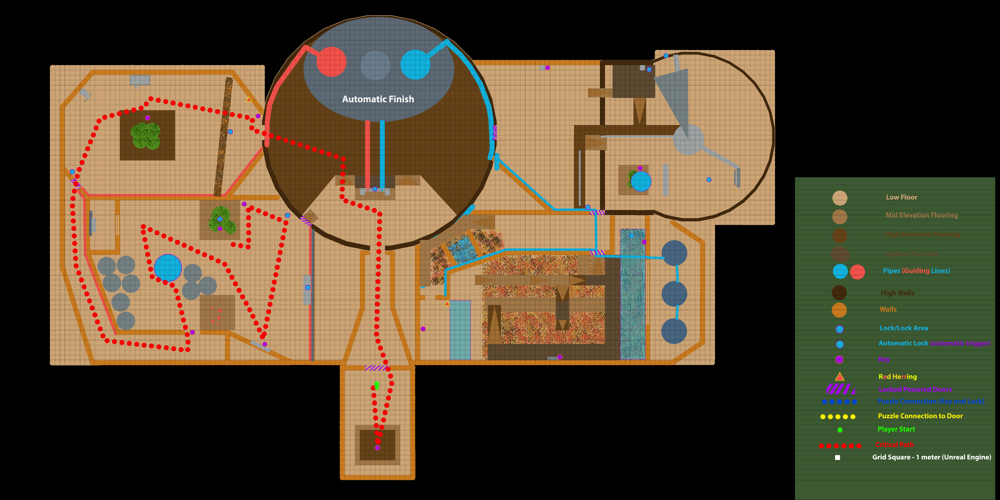 Automatic Finish
Low Floor
Mid Elevation Flooring
High Elevation Flooring
Highest Flooring
Pipes (Guiding Lines)
High Walls
Walls
Lock/Lock Area
Automatic Lock (automatic trigger)
Key
Red Herring
Locked Powered Doors
Puzzle Connection (Key and Lock)
Puzzle Connection to Door
Player Start
Critical Path
Grid Square - 1 meter (Unreal Engine)